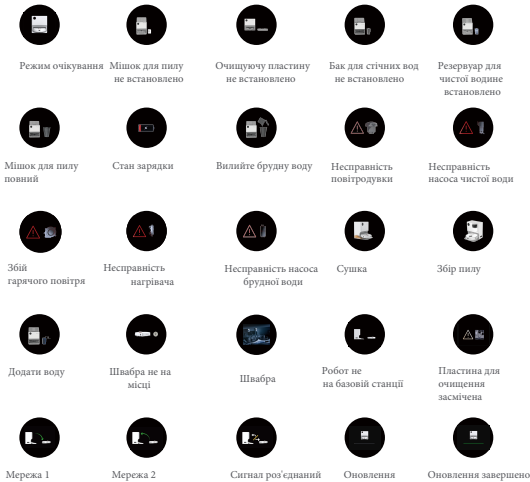 Режим очікування
Мішок для пилу
не встановлено
Очищуючу пластину
не встановлено
Бак для стічних вод
не встановлено
Резервуар для
чистої водине
встановлено
Мішок для пилу
повний
Стан зарядки
Вилийте брудну воду
Несправність
повітродувки
Несправність
насоса чистої води
Збій
гарячого повітря
Несправність
нагрівача
Несправність насоса
брудної води
Сушка
Збір пилу
Додати воду
Швабра не на
місці
Швабра
Робот не
на базовій станції
Пластина для
очищення
засмічена
Мережа 1
Мережа 2
Сигнал роз'єднаний
Оновлення
Оновлення завершено